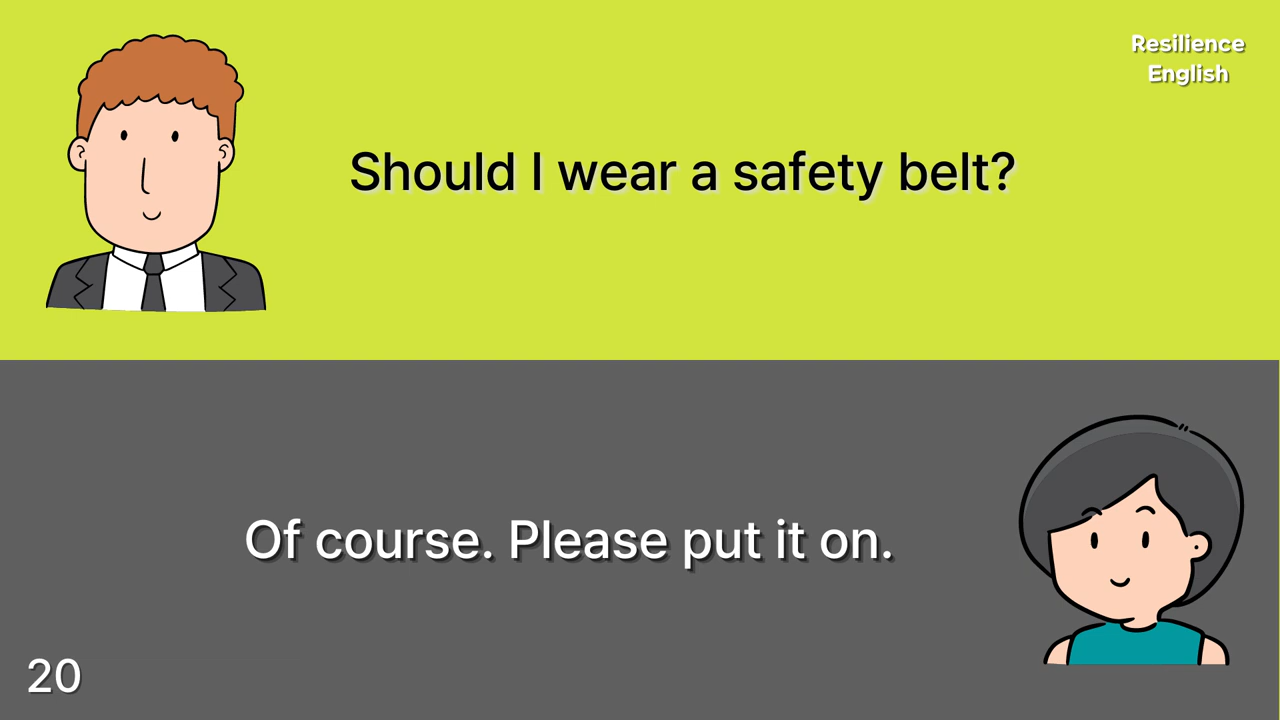 Resilience
English
Should I wear a safety belt?
Of course. Please put it on.
20